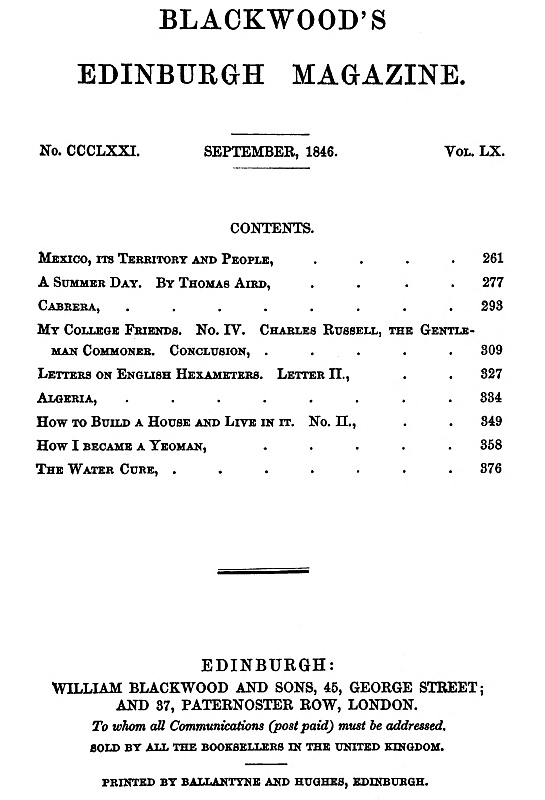 BLACKWOOD'S
EDINBURGH MAGAZINE.
No. CCCLXXI. SEPTEMBER, 1846. VOL. LX.
CONTENTS.
MEXICO, ITS TERRITORY AND PEOPLE, . . . . 261
A SUMMER DAY. BY THOMAS AIRD, . . . . 277
CABRERA, . . . . . . . . 293
MY COLLEGE FRIENDS. NO. IV. CHARLES RUSSELL, THE GENTLE-
MAN COMMONER. CONCLUSION, . . . . . 309
LETTERS ON ENGLISH HEXAMETERS. LETTER II., . . 327
ALGERIA, . . . . . . . . 334
HOW TO BUILD A HOUSE AND LIVE IN IT. NO. II., . . 349
HOW I BECAME A YEOMAN, . . . . . 358
THE WATER CURE, . . . . . . . 376
EDINBURGH:
WILLIAM BLACKWOOD AND SONS, 45, GEORGE STREET;
AND 37, PATERNOSTER ROW, LONDON.
To whom all Communications (post paid) must be addressed.
SOLD BY ALL THE BOOKSELLERS IN THE UNITED KINGDOM.
PRINTED BY BALLANTYNE AND HUGHES, EDINBURGH.